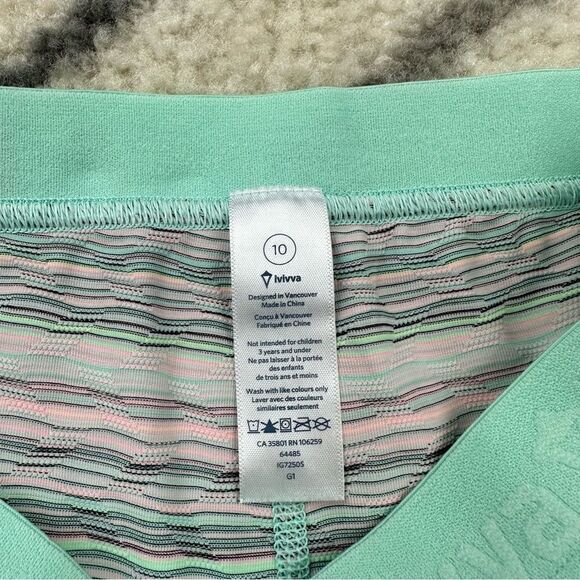 10
ivivva
Designed in Vancouver
Made in China
Conçu à Vancouver
Fabriqué en Chine
Not intended for children
3 years and under
Ne pas laisser à la portée
des enfants
de trois ans et moins
Wash with like colours only
Laver avec des couleurs
similaires seulement
CA 35801 RN 106259
64485
IG7250S
G1